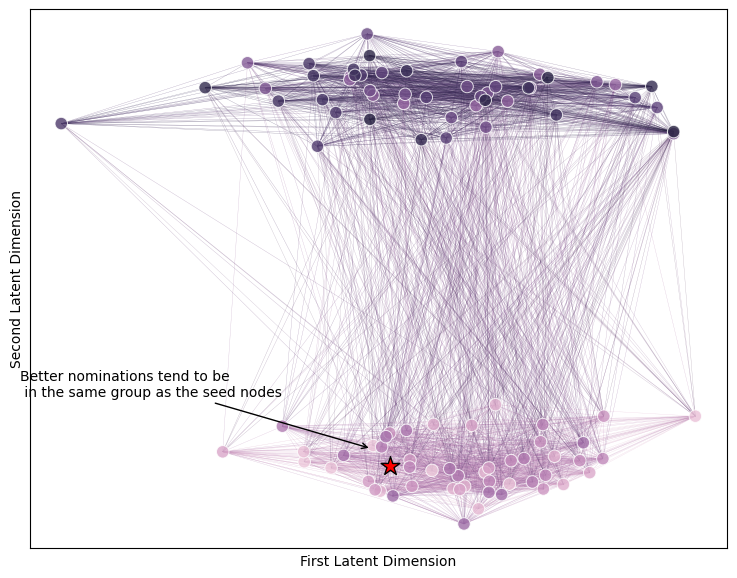 Second Latent Dimension
Better nominations tend to be
in the same group as the seed nodes
First Latent Dimension